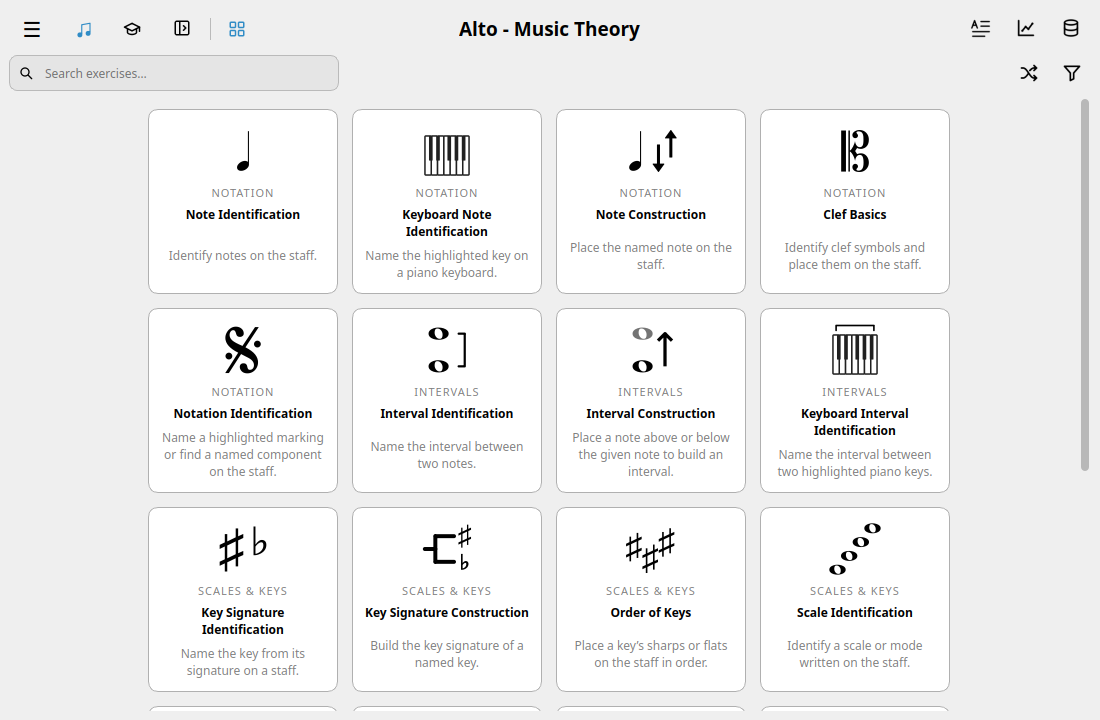 Alto - Music Theory
Search exercises...
NOTATION
Note Identification
Identify notes on the staff.
NOTATION
Keyboard Note
Identification
Name the highlighted key on
a piano keyboard.
NOTATION
Note Construction
Place the named note on the
staff.
NOTATION
Clef Basics
Identify clef symbols and
place them on the staff.
NOTATION
Notation Identification
Name a highlighted marking
or find a named component
on the staff.
INTERVALS
Interval Identification
Name the interval between
two notes.
INTERVALS
Interval Construction
Place a note above or below
the given note to build an
interval.
INTERVALS
Keyboard Interval
Identification
Name the interval between
two highlighted piano keys.
SCALES & KEYS
Key Signature
Identification
Name the key from its
signature on a staff.
SCALES & KEYS
Key Signature Construction
Build the key signature of a
named key.
SCALES & KEYS
Order of Keys
Place a key's sharps or flats
on the staff in order.
SCALES & KEYS
Scale Identification
Identify a scale or mode
written on the staff.